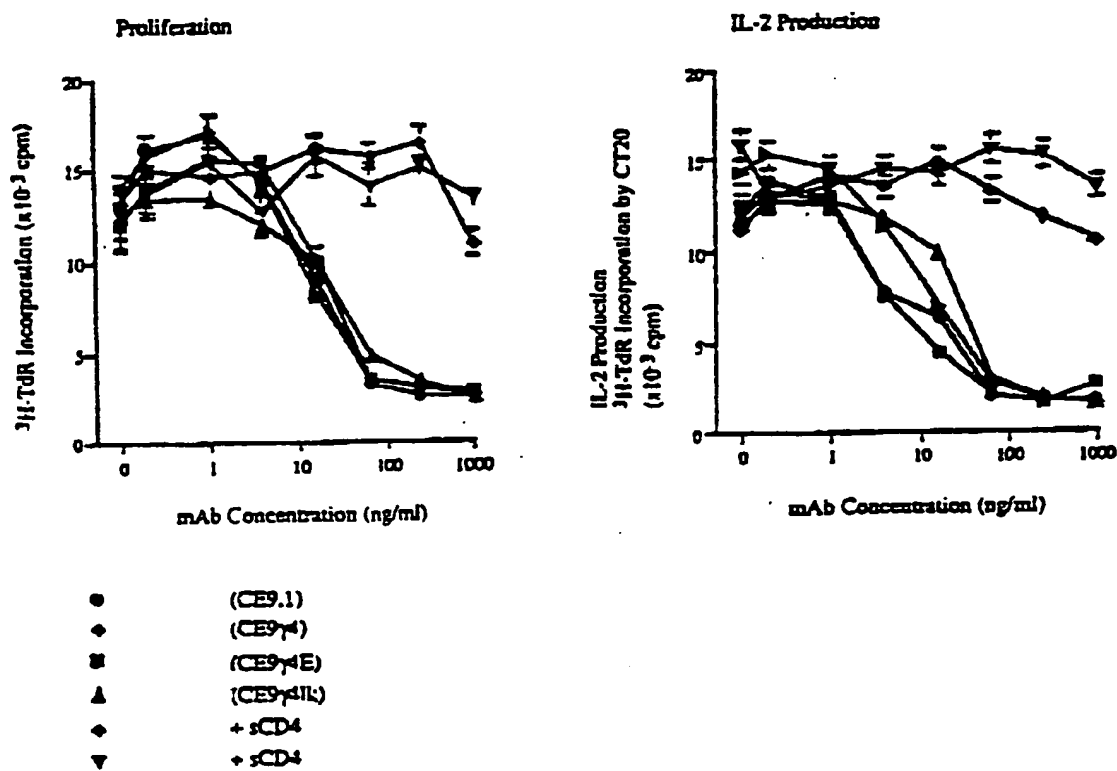 Proliferation
20
15
10
5
0
0 1 10 100 1000
³H-TdR Incorporation (x10⁻³ cpm)
mAb Concentration (ng/ml)
IL-2 Production
20
15
10
5
0
0 1 10 100 1000
IL-2 Production
³H-TdR Incorporation by CT20
(x10⁻³ cpm)
mAb Concentration (ng/ml)
(CE9.1)
(CE9γ4)
(CE9γ4E)
+ sCD4
+ sCD4